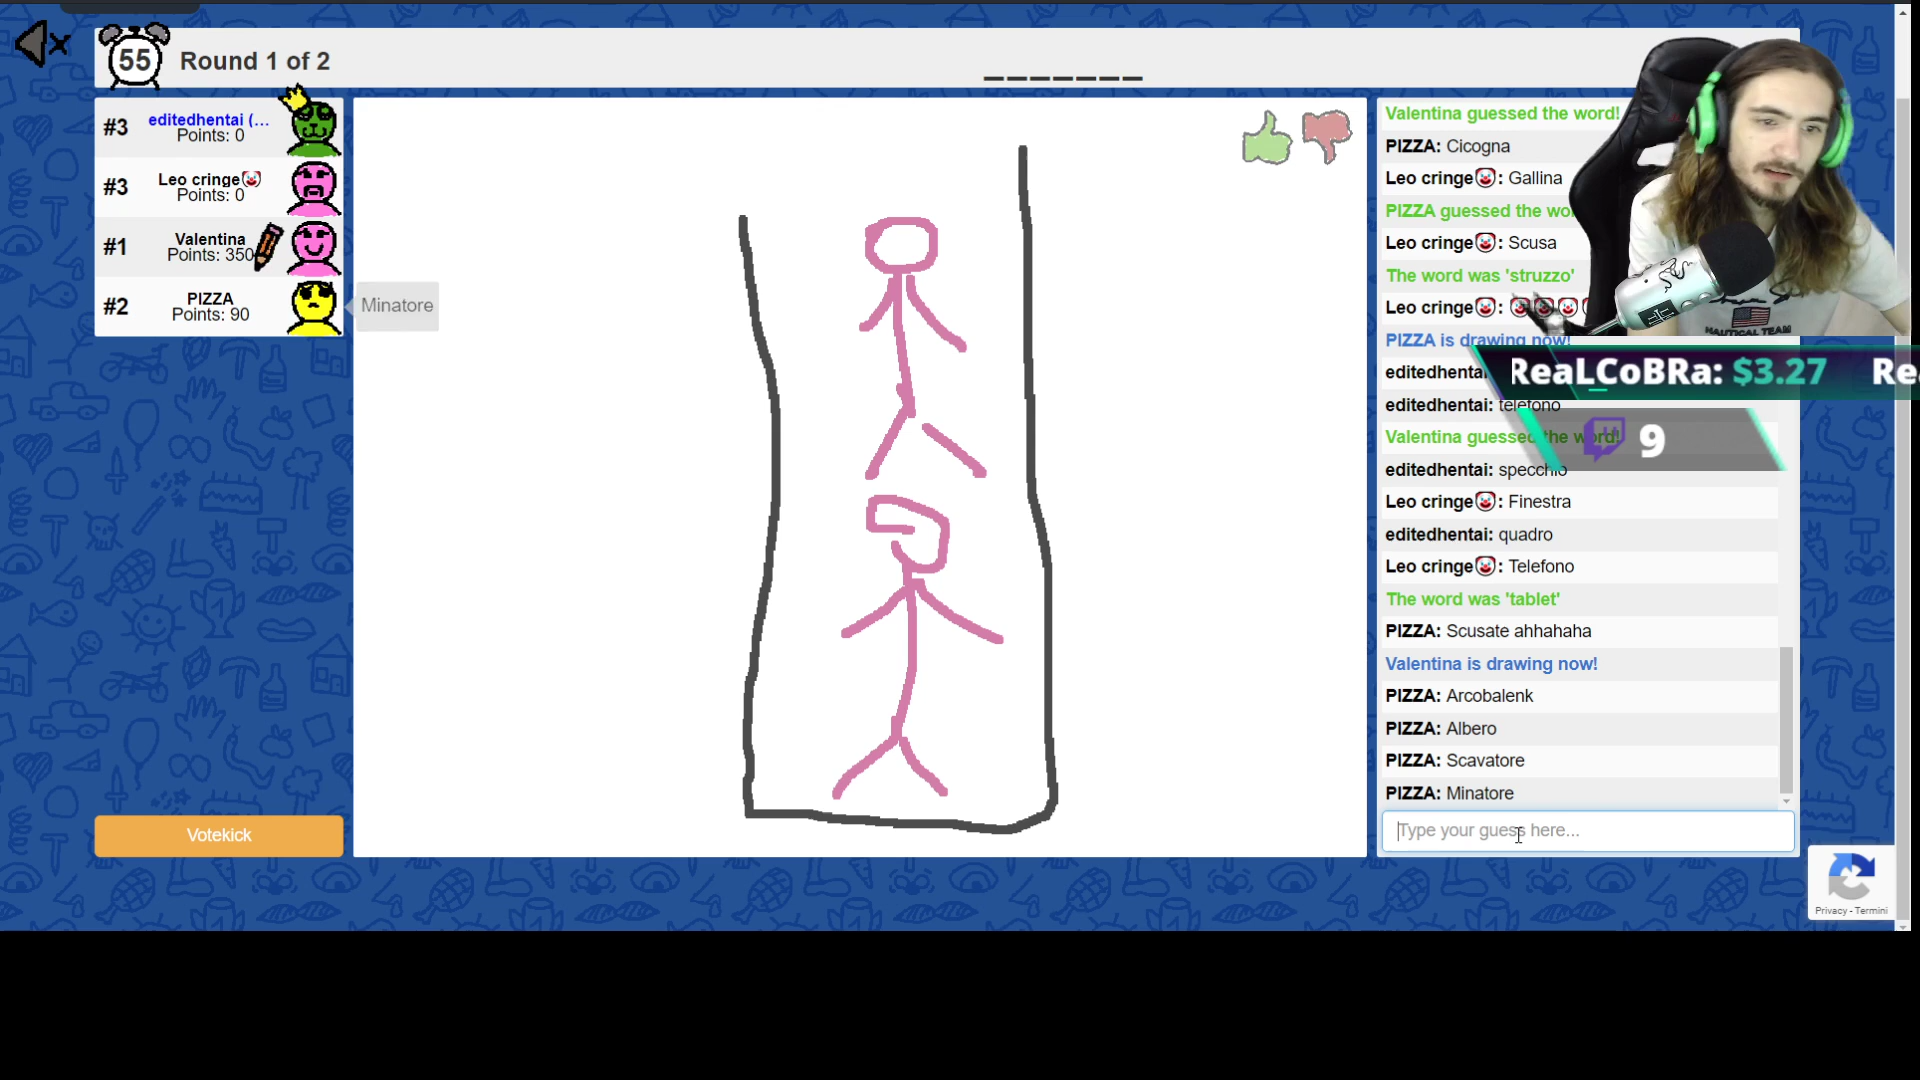 55
Round 1 of 2
_ _ _ _ _ _ _
#3
editedhentai (...
Points: 0
#3
Leo cringe🤡
Points: 0
#1
Valentina
Points: 350
#2
PIZZA
Points: 90
Minatore
Votekick
Valentina guessed the word!
PIZZA: Cicogna
Leo cringe🤡: Gallina
PIZZA guessed the wo
Leo cringe🤡: Scusa
The word was 'struzzo'
Leo cringe🤡: 🤡🤡🤡
PIZZA is drawing now!
editedhenta
editedhentai: telefono
Valentina guessed the word!
editedhentai: specchio
Leo cringe🤡: Finestra
editedhentai: quadro
Leo cringe🤡: Telefono
The word was 'tablet'
PIZZA: Scusate ahhahaha
Valentina is drawing now!
PIZZA: Arcobalenk
PIZZA: Albero
PIZZA: Scavatore
PIZZA: Minatore
Type your guess here...
NAUTICAL TEAM
ReaLCoBRa: $3.27 Rea
9
Privacy - Termini